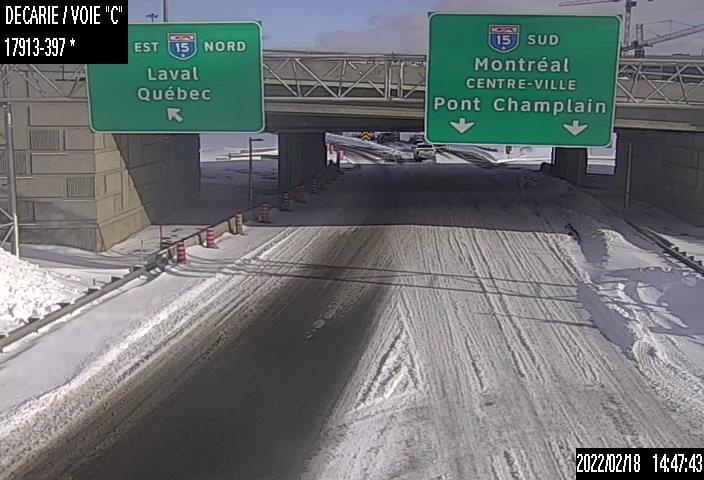 DECARIE / VOIE "C"
17913-397 *
EST 15 NORD
Laval
Québec
15 SUD
Montréal
CENTRE-VILLE
Pont Champlain
2022/02/18 14:47:43